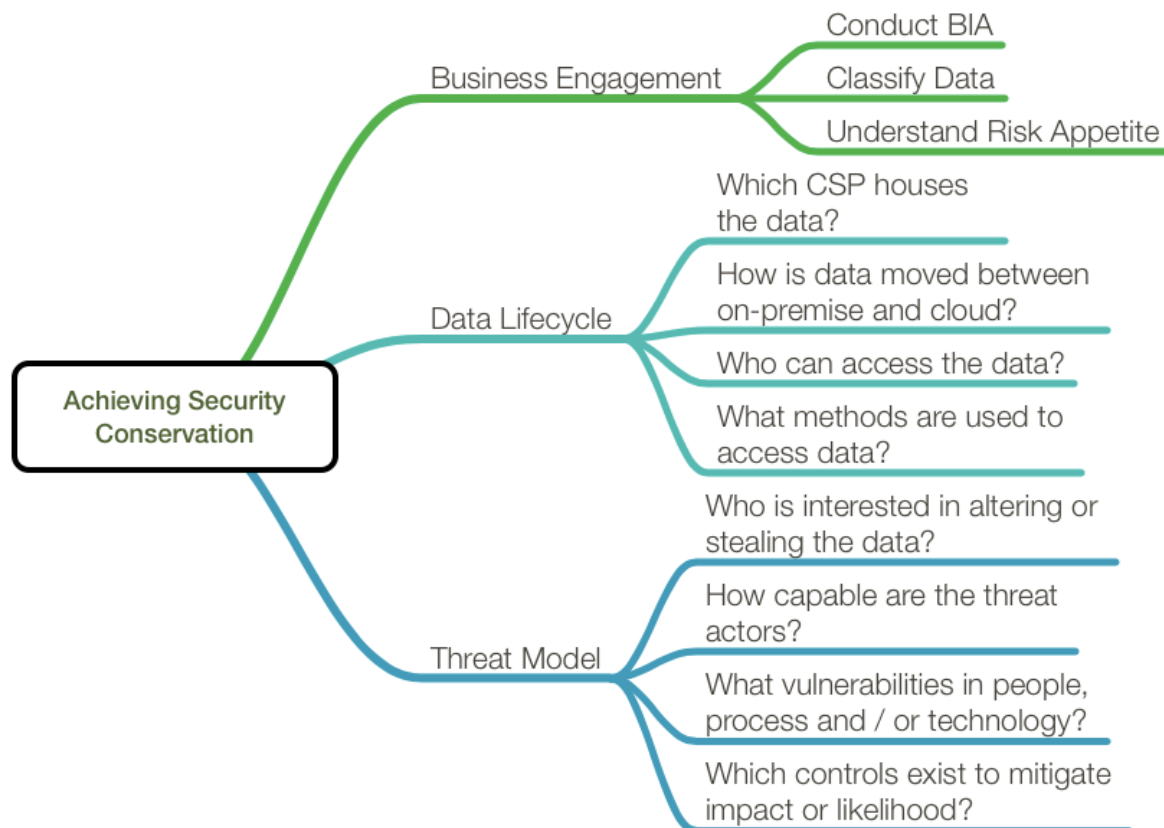 Conduct BIA
Business Engagement
Classify Data
Understand Risk Appetite
Which CSP houses
the data?
How is data moved between
on-premise and cloud?
Data Lifecycle
Who can access the data?
What methods are used to
access data?
Achieving Security
Conservation
Who is interested in altering or
stealing the data?
How capable are the threat
actors?
Threat Model
What vulnerabilities in people,
process and / or technology?
Which controls exist to mitigate
impact or likelihood?